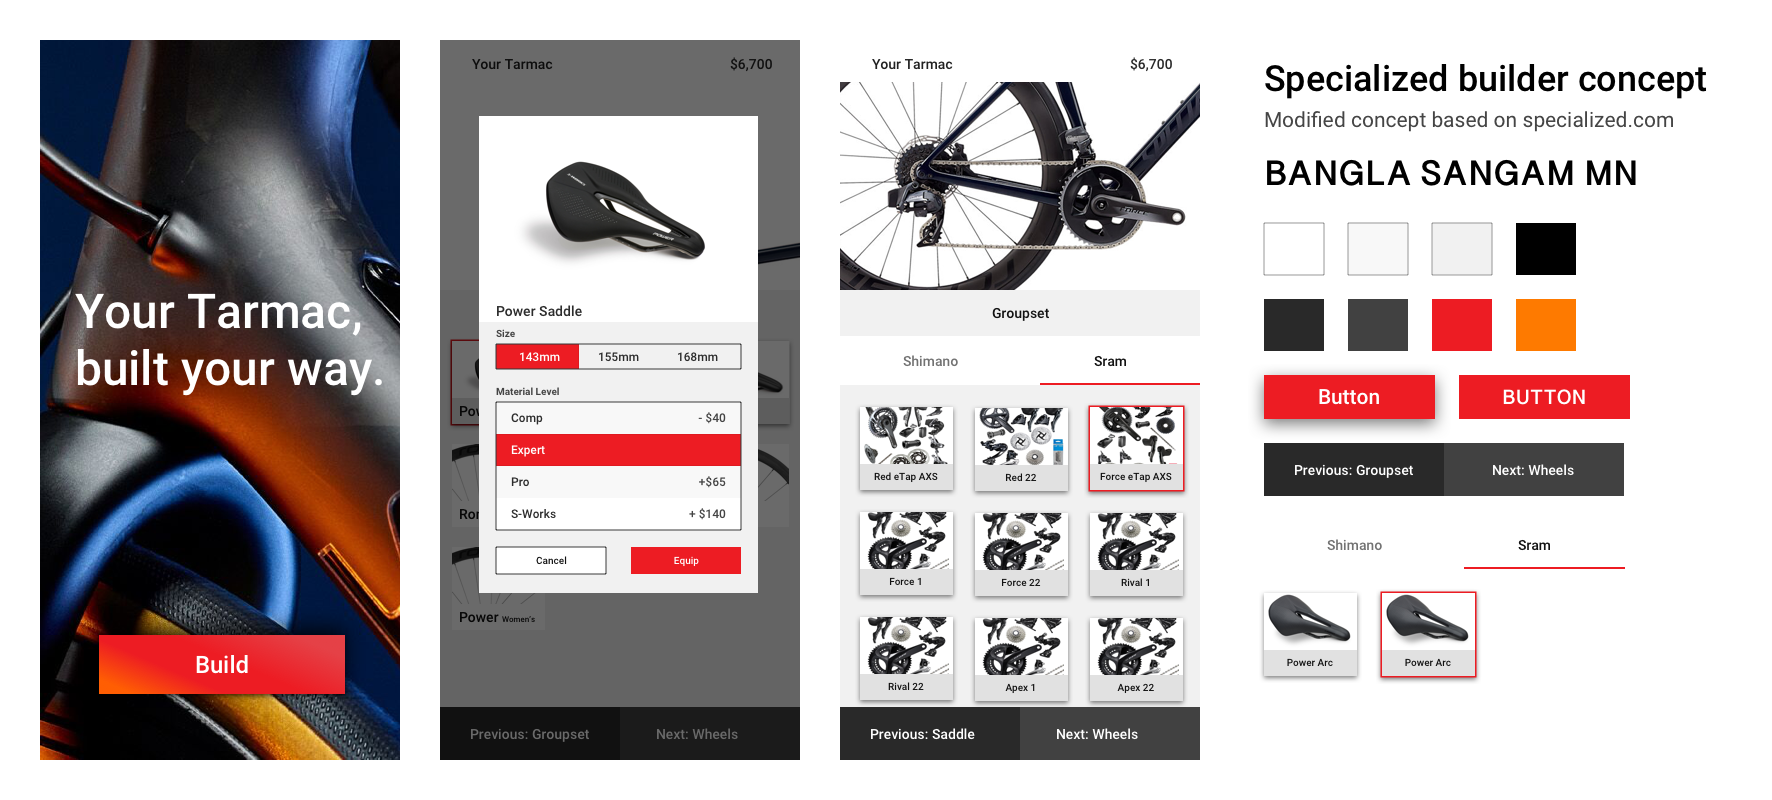 Your Tarmac,
built your way.
Build
Your Tarmac
$6,700
Power Saddle
Size
143mm 155mm 168mm
Material Level
Comp - $40
Expert
Pro +$65
S-Works + $140
Cancel Equip
Power Women's
Previous: Groupset Next: Wheels
Your Tarmac
$6,700
FORCE
Groupset
Shimano Sram
Red eTap AXS Red 22 Force eTap AXS
Force 1 Force 22 Rival 1
Rival 22 Apex 1 Apex 22
Previous: Saddle Next: Wheels
Specialized builder concept
Modified concept based on specialized.com
BANGLA SANGAM MN
Button BUTTON
Previous: Groupset Next: Wheels
Shimano Sram
Power Arc Power Arc